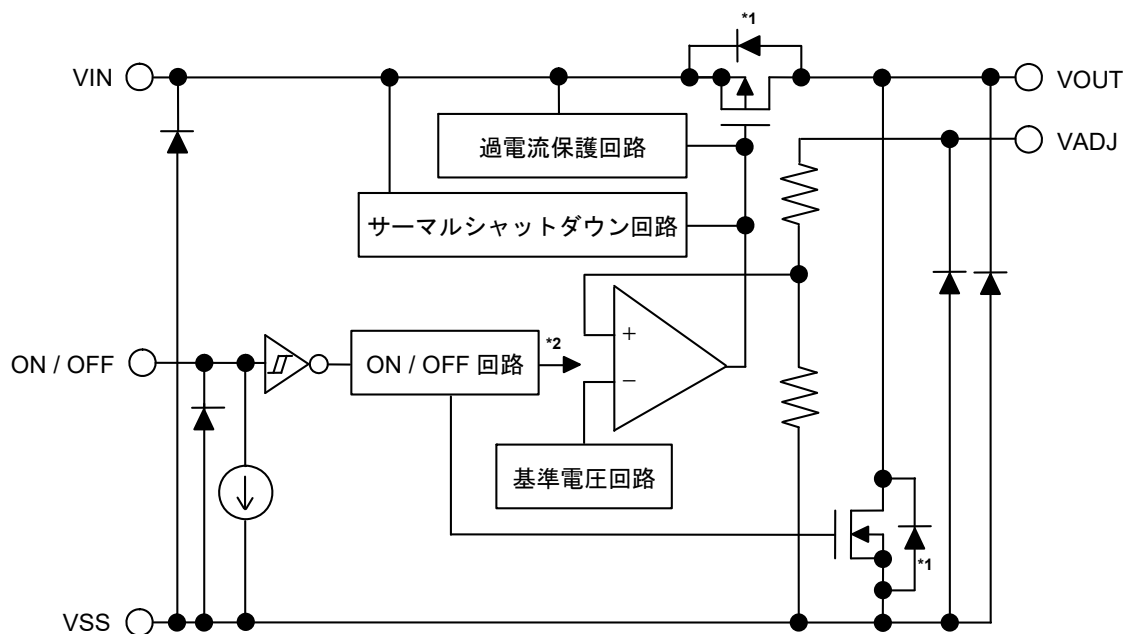 *1
VIN
VOUT
過電流保護回路
VADJ
サーマルシャットダウン回路
+
ON / OFF
ON / OFF 回路
*2
−
基準電圧回路
*1
VSS